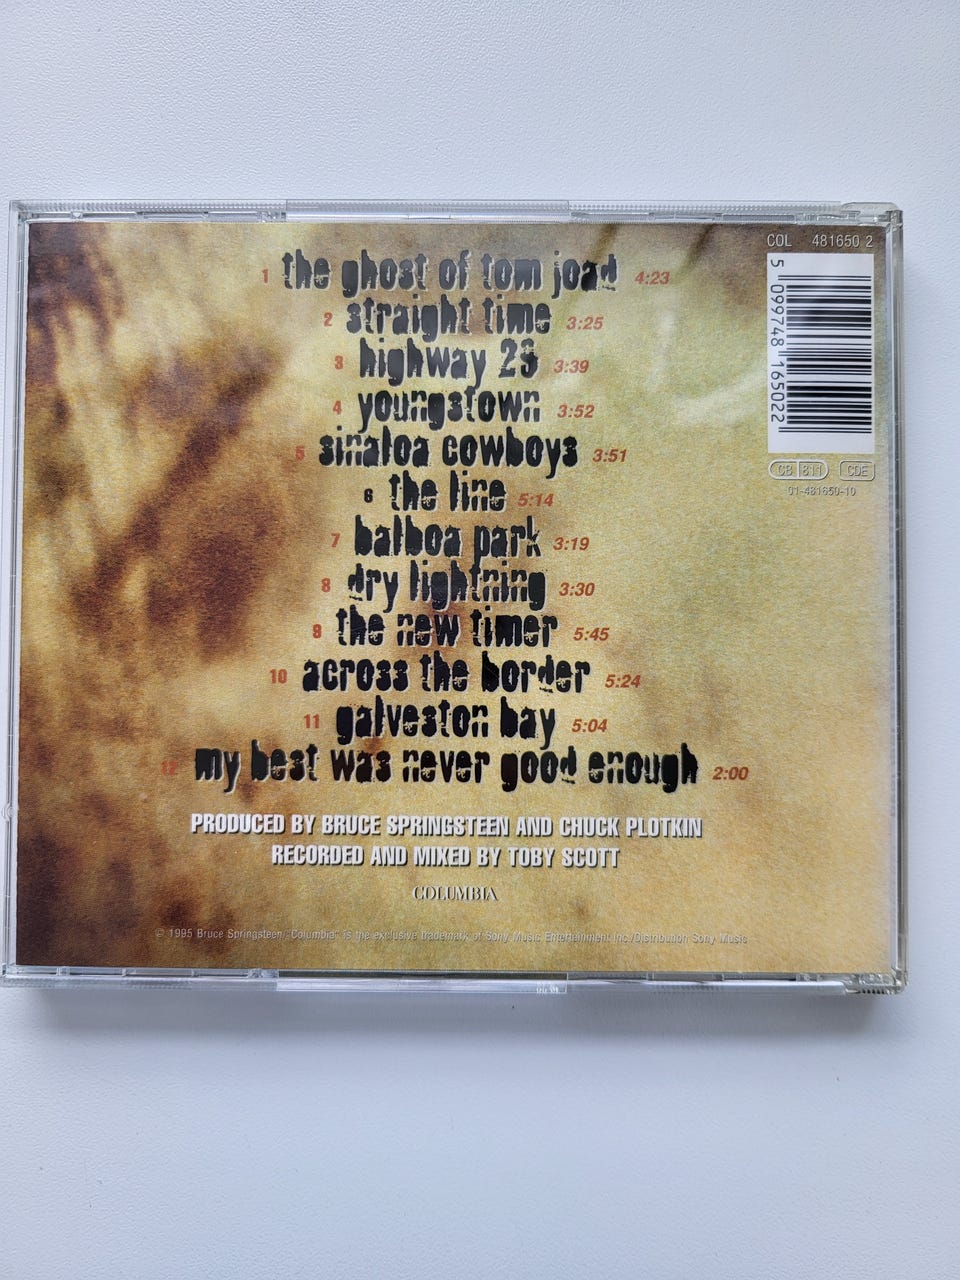 COL 481650 2
1 the ghost of tom joad 4:23
2 straight time 3:25
3 highway 29 3:39
4 youngstown 3:52
5 sinaloa cowboys 3:51
6 the line 5:14
7 balboa park 3:19
8 dry lightning 3:30
9 the new timer 5:45
10 across the border 5:24
11 galveston bay 5:04
12 my best was never good enough 2:00
5 099748 165022
CB 811 CDE
01-481650-10
PRODUCED BY BRUCE SPRINGSTEEN AND CHUCK PLOTKIN
RECORDED AND MIXED BY TOBY SCOTT
COLUMBIA
© 1995 Bruce Springsteen/"Columbia" is the exclusive trademark of Sony Music Entertainment Inc./Distribution Sony Music